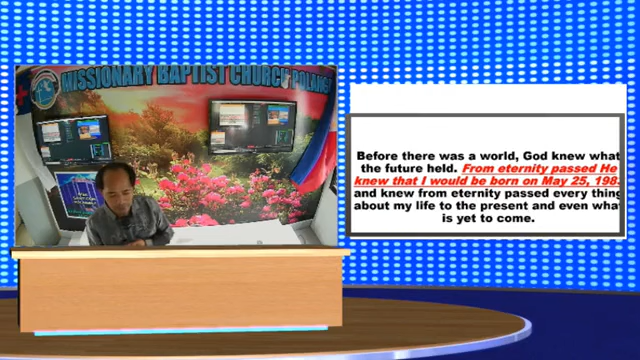 MISSIONARY BAPTIST CHURCH POLANGUI
Before there was a world, God knew what
the future held. From eternity passed He
knew that I would be born on May 25, 198
and knew from eternity passed every thing
about my life to the present and even what
is yet to come.